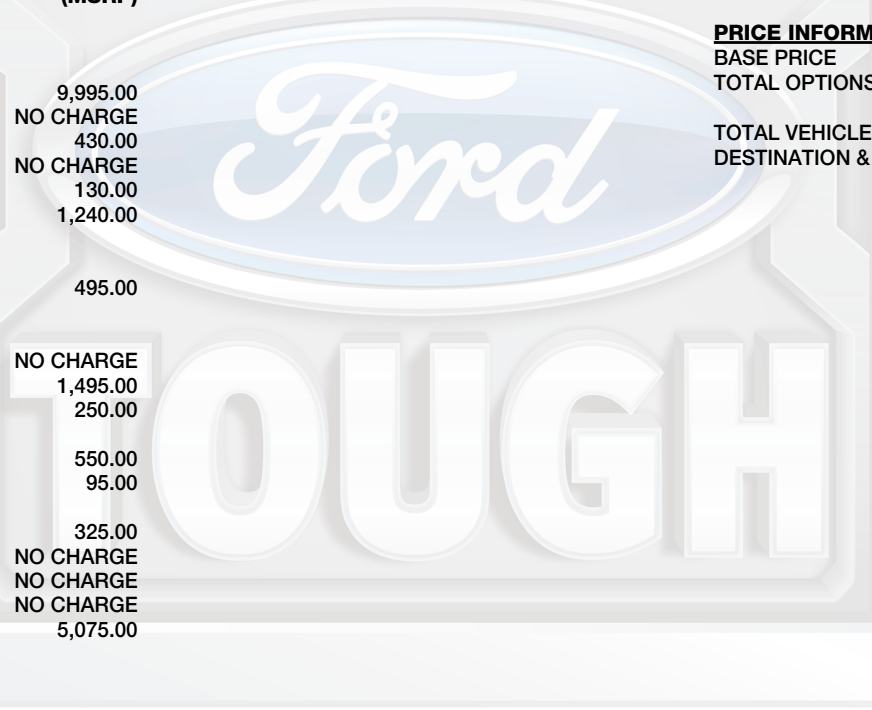 (MSRP)
9,995.00
NO CHARGE
430.00
NO CHARGE
130.00
1,240.00
495.00
NO CHARGE
1,495.00
250.00
550.00
95.00
325.00
NO CHARGE
NO CHARGE
NO CHARGE
5,075.00
PRICE INFORM
BASE PRICE
TOTAL OPTIONS
TOTAL VEHICLE
DESTINATION &
Ford
TOUGH